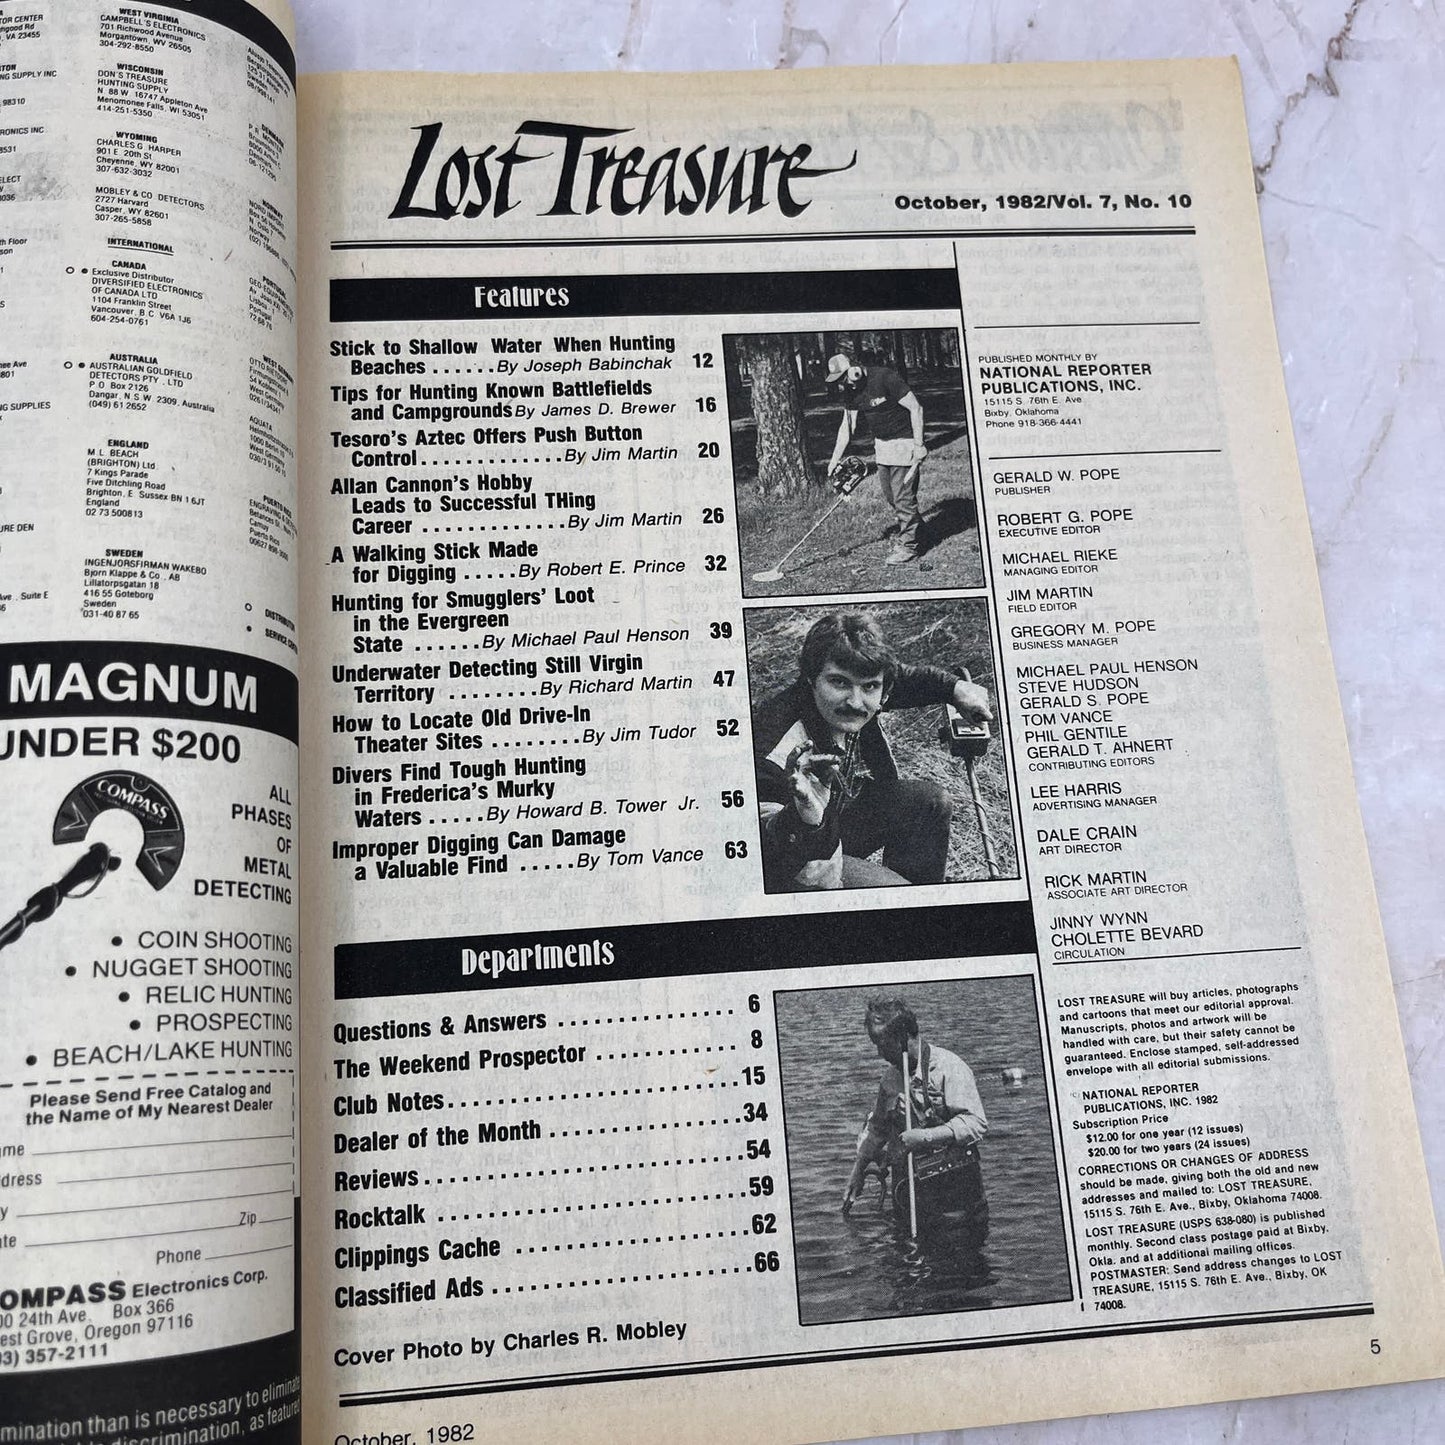 WEST VIRGINIA
CAMPBELL'S ELECTRONICS
701 Richwood Avenue
Morgantown, WV 26505
304-292-8550
WISCONSIN
DON'S TREASURE
HUNTING SUPPLY
N. 88 W. 16747 Appleton Ave
Menomonee Falls, WI 53051
414-251-5350
WYOMING
CHARLES G HARPER
901 E. 20th St
Cheyenne, WY 82001
307-632-3032
MOBLEY & CO DETECTORS
2727 Harvard
Casper, WY 82601
307-265-5858
INTERNATIONAL
CANADA
Exclusive Distributor
DIVERSIFIED ELECTRONICS
OF CANADA LTD
1104 Franklin Street
Vancouver, B.C. V6A 1J6
604-254-0761
AUSTRALIA
AUSTRALIAN GOLDFIELD
DETECTORS PTY. LTD
P O Box 2126
Dangar, N.S.W. 2309, Australia
(049) 61 2652
ENGLAND
M L BEACH
(BRIGHTON) Ltd
7 Kings Parade
Five Ditchling Road
Brighton, E Sussex BN 1 6JT
England
02 73 500813
SWEDEN
INGENJORSFIRMAN WAKEBO
Bjorn Klappe & Co., AB
Lillatorpsgatan 18
416 55 Goteborg
Sweden
031-40 87 65
MAGNUM
UNDER $200
COMPASS
ALL
PHASES
OF
METAL
DETECTING
• COIN SHOOTING
• NUGGET SHOOTING
• RELIC HUNTING
• PROSPECTING
• BEACH/LAKE HUNTING
Please Send Free Catalog and
the Name of My Nearest Dealer
Zip
Phone
OMPASS Electronics Corp.
24th Ave. Box 366
est Grove, Oregon 97116
357-2111
mination than is necessary to eliminate
discrimination, as featured
Lost Treasure
October, 1982/Vol. 7, No. 10
Features
Stick to Shallow Water When Hunting
Beaches ......By Joseph Babinchak 12
Tips for Hunting Known Battlefields
and Campgrounds By James D. Brewer 16
Tesoro's Aztec Offers Push Button
Control.............By Jim Martin 20
Allan Cannon's Hobby
Leads to Successful THing
Career .............By Jim Martin 26
A Walking Stick Made
for Digging .....By Robert E. Prince 32
Hunting for Smugglers' Loot
in the Evergreen
State ......By Michael Paul Henson 39
Underwater Detecting Still Virgin
Territory ........By Richard Martin 47
How to Locate Old Drive-In
Theater Sites ........By Jim Tudor 52
Divers Find Tough Hunting
in Frederica's Murky
Waters .....By Howard B. Tower Jr. 56
Improper Digging Can Damage
a Valuable Find .....By Tom Vance 63
Departments
Questions & Answers ............... 6
The Weekend Prospector ............ 8
Club Notes.........................15
Dealer of the Month ................34
Reviews............................54
Rocktalk ...........................59
Clippings Cache ....................62
Classified Ads .....................66
Cover Photo by Charles R. Mobley
PUBLISHED MONTHLY BY
NATIONAL REPORTER
PUBLICATIONS, INC.
15115 S. 76th E. Ave
Bixby, Oklahoma
Phone 918-366-4441
GERALD W. POPE
PUBLISHER
ROBERT G. POPE
EXECUTIVE EDITOR
MICHAEL RIEKE
MANAGING EDITOR
JIM MARTIN
FIELD EDITOR
GREGORY M. POPE
BUSINESS MANAGER
MICHAEL PAUL HENSON
STEVE HUDSON
GERALD S. POPE
TOM VANCE
PHIL GENTILE
GERALD T. AHNERT
CONTRIBUTING EDITORS
LEE HARRIS
ADVERTISING MANAGER
DALE CRAIN
ART DIRECTOR
RICK MARTIN
ASSOCIATE ART DIRECTOR
JINNY WYNN
CHOLETTE BEVARD
CIRCULATION
LOST TREASURE will buy articles, photographs
and cartoons that meet our editorial approval.
Manuscripts, photos and artwork will be
handled with care, but their safety cannot be
guaranteed. Enclose stamped, self-addressed
envelope with all editorial submissions.
© NATIONAL REPORTER
PUBLICATIONS, INC. 1982
Subscription Price
$12.00 for one year (12 issues)
$20.00 for two years (24 issues)
CORRECTIONS OR CHANGES OF ADDRESS
should be made, giving both the old and new
addresses and mailed to: LOST TREASURE,
15115 S. 76th E. Ave., Bixby, Oklahoma 74008.
LOST TREASURE (USPS 638-080) is published
monthly. Second class postage paid at Bixby,
Okla. and at additional mailing offices.
POSTMASTER: Send address changes to LOST
TREASURE, 15115 S. 76th E. Ave., Bixby, OK
74008.
5
October, 1982